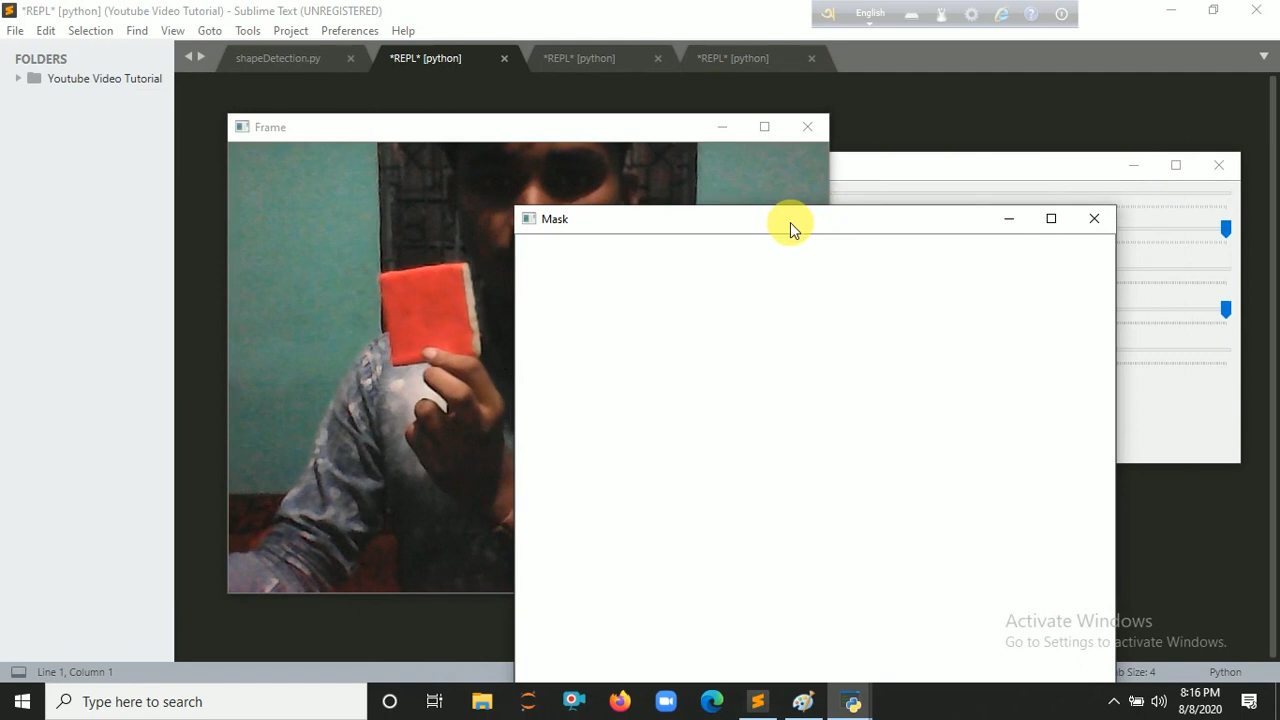 *REPL* [python] (Youtube Video Tutorial) - Sublime Text (UNREGISTERED)
English
File Edit Selection Find View Goto Tools Project Preferences Help
FOLDERS
Youtube Video Tutorial
shapeDetection.py
*REPL* [python]
*REPL* [python]
*REPL* [python]
Frame
Mask
Activate Windows
Go to Settings to activate Windows.
Line 1, Column 1
Size: 4
Python
Type here to search
8:16 PM
8/8/2020